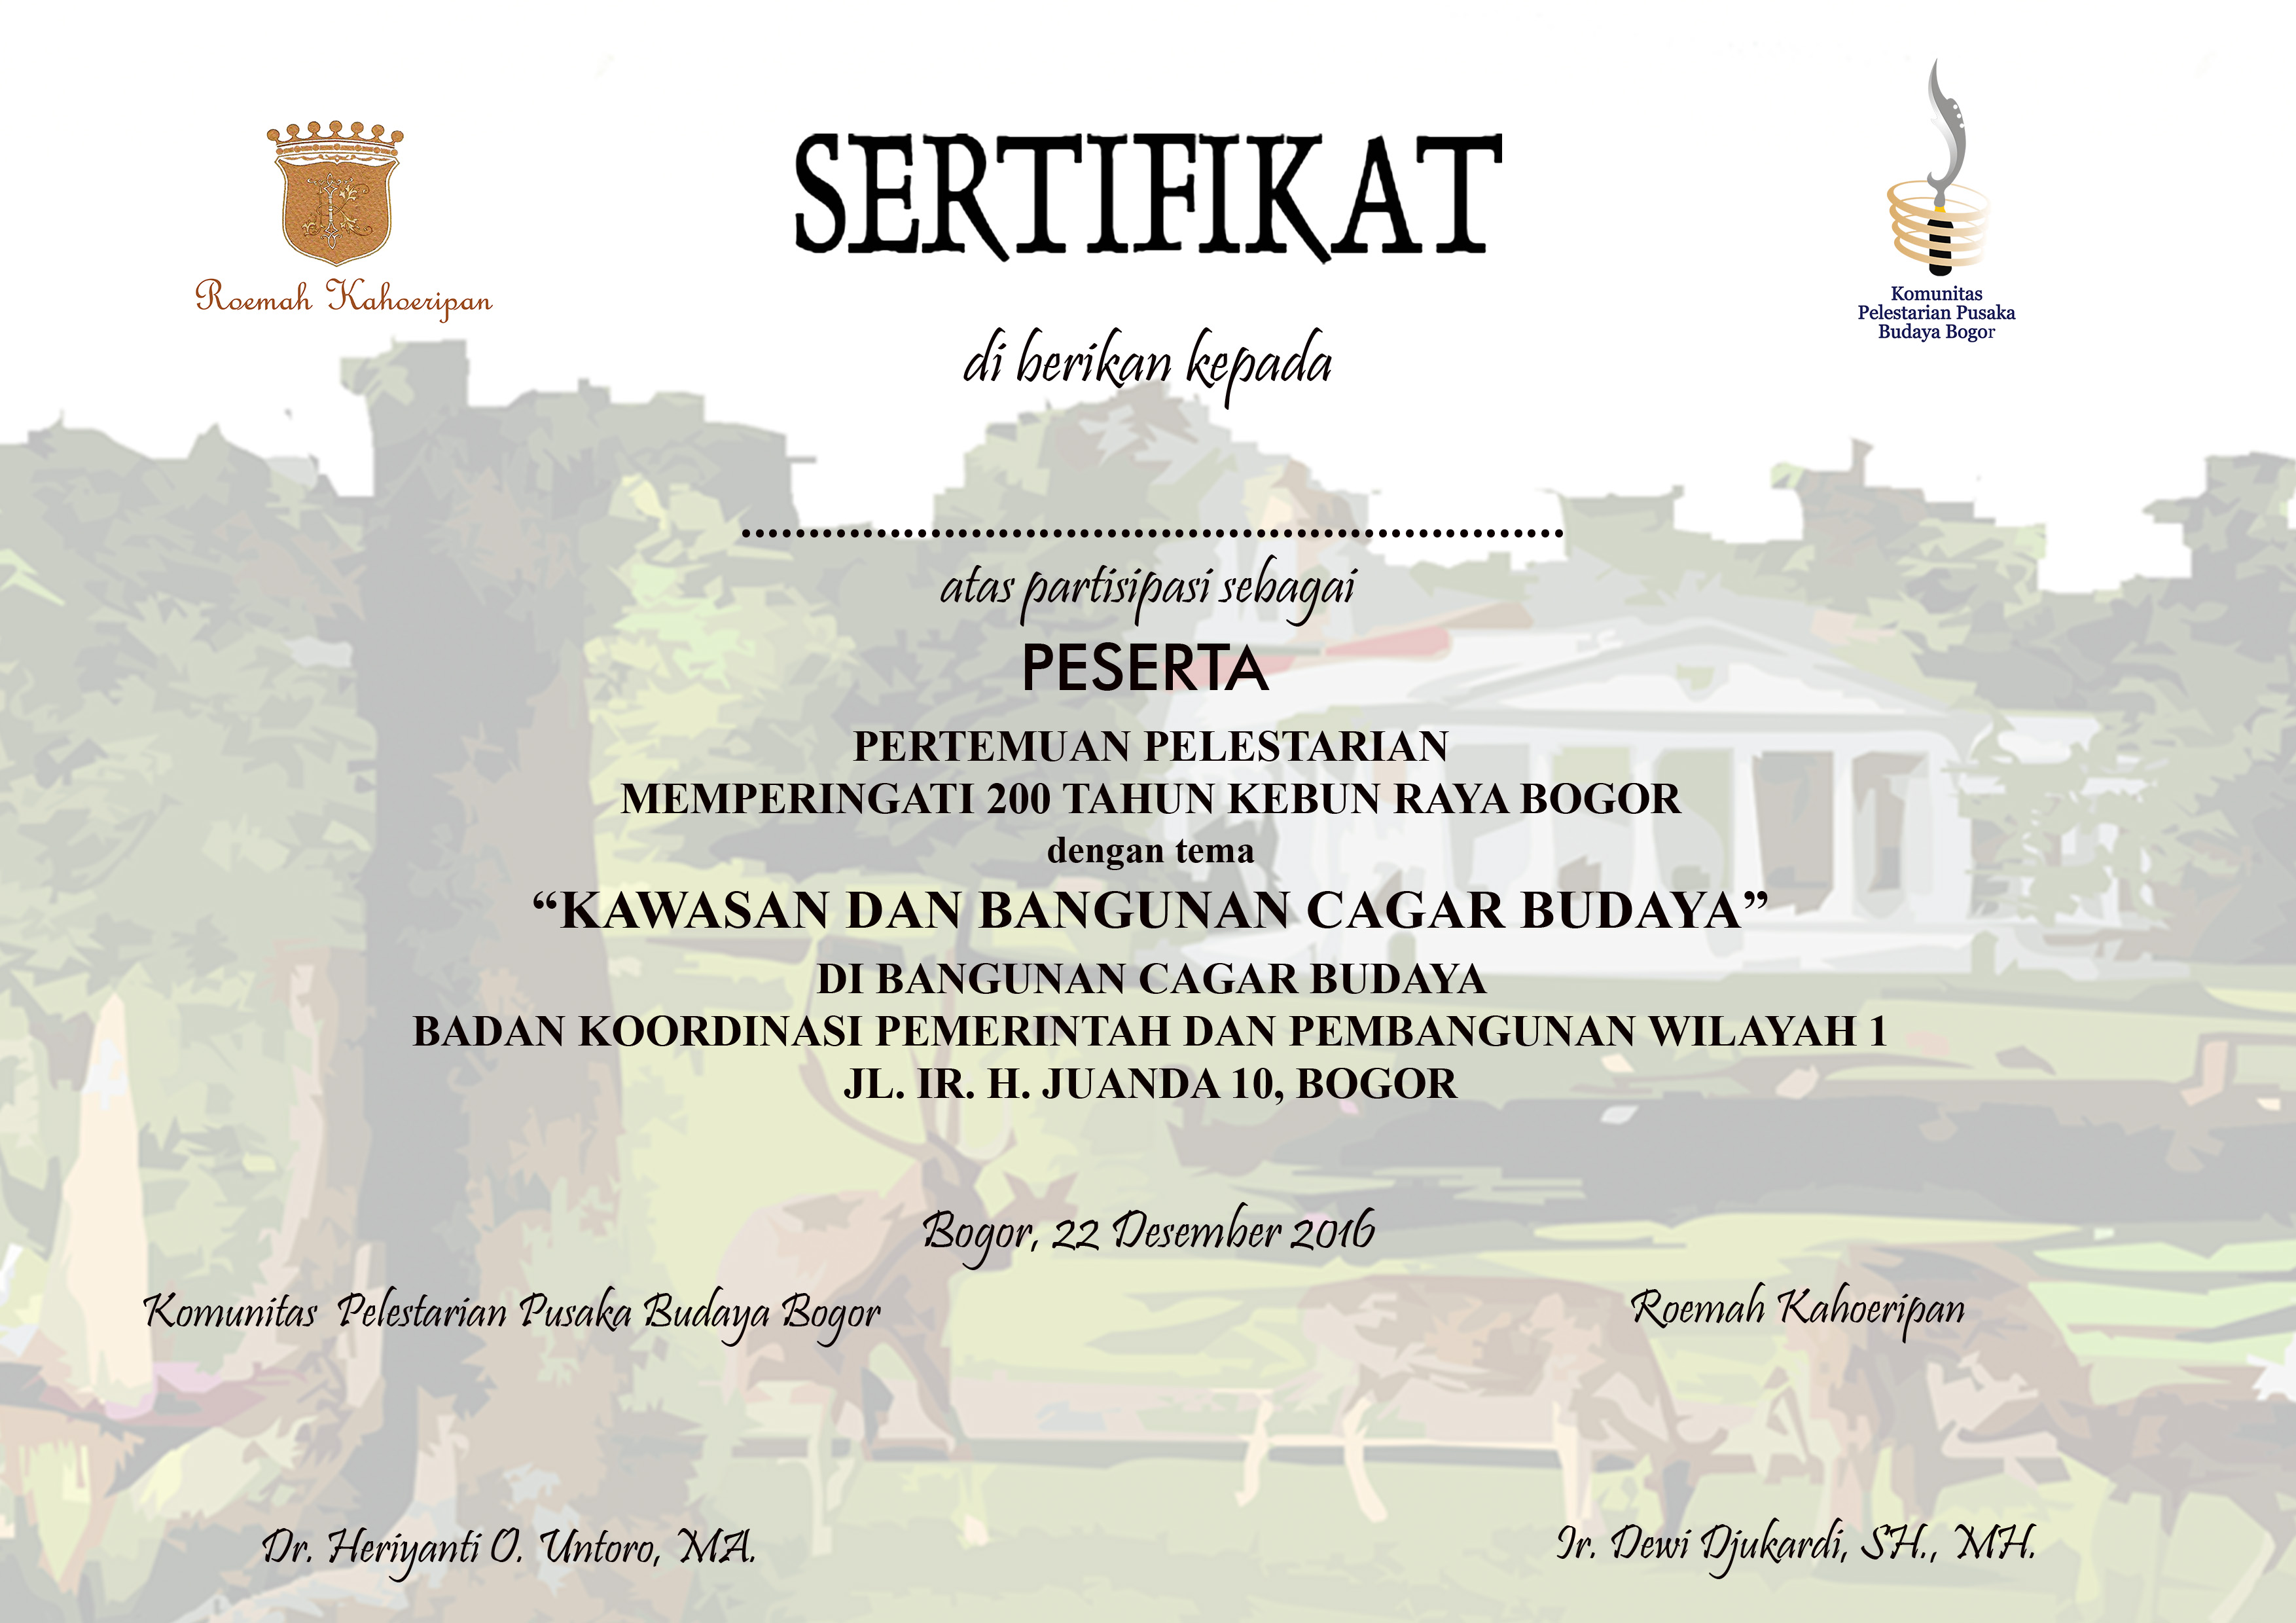 SERTIFIKAT
Roemah Kahoeripan
Komunitas
Pelestarian Pusaka
Budaya Bogor
di berikan kepada
............................................................
atas partisipasi sebagai
PESERTA
PERTEMUAN PELESTARIAN
MEMPERINGATI 200 TAHUN KEBUN RAYA BOGOR
dengan tema
“KAWASAN DAN BANGUNAN CAGAR BUDAYA”
DI BANGUNAN CAGAR BUDAYA
BADAN KOORDINASI PEMERINTAH DAN PEMBANGUNAN WILAYAH 1
JL. IR. H. JUANDA 10, BOGOR
Bogor, 22 Desember 2016
Komunitas Pelestarian Pusaka Budaya Bogor
Roemah Kahoeripan
Dr. Heriyanti O. Untoro, MA.
Ir. Dewi Djukardi, SH., MH.